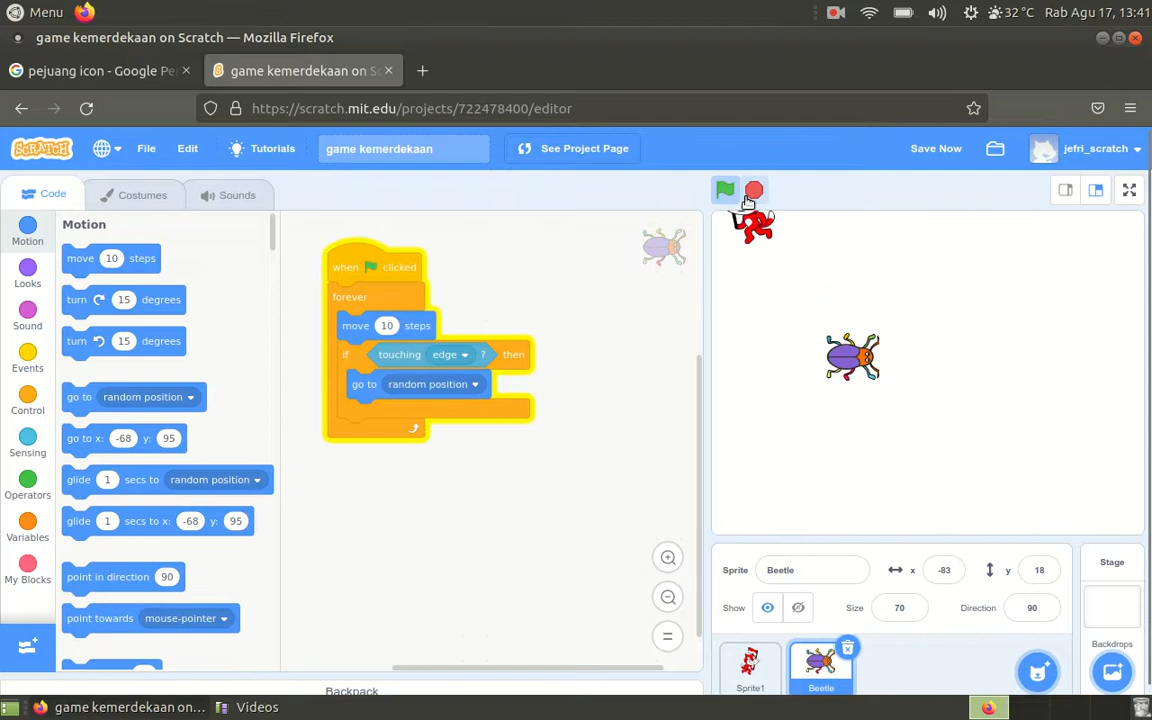 Menu
32 °C
Rab Agu 17, 13:41
game kemerdekaan on Scratch — Mozilla Firefox
pejuang icon - Google Pe
game kemerdekaan on Sc
https://scratch.mit.edu/projects/722478400/editor
SCRATCH
File
Edit
Tutorials
game kemerdekaan
See Project Page
Save Now
jefri_scratch
Code
Costumes
Sounds
Motion
Looks
Sound
Events
Control
Sensing
Operators
Variables
My Blocks
Motion
move 10 steps
turn 15 degrees
turn 15 degrees
go to random position
go to x: -68 y: 95
glide 1 secs to random position
glide 1 secs to x: -68 y: 95
point in direction 90
point towards mouse-pointer
when clicked
forever
move 10 steps
if touching edge ? then
go to random position
Sprite Beetle x -83 y 18
Show Size 70 Direction 90
Sprite1
Beetle
Stage
Backdrops
Backpack
game kemerdekaan on...
Videos